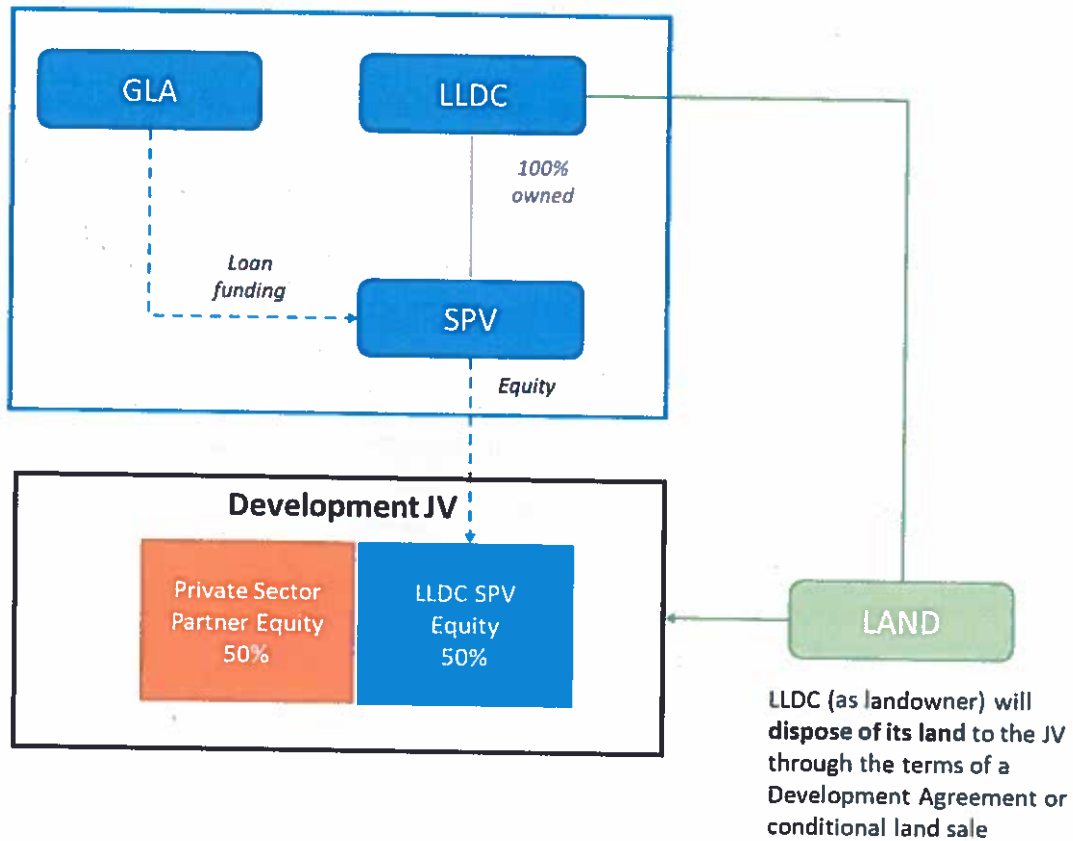 GLA
LLDC
100%
owned
Loan
funding
SPV
Equity
Development JV
Private Sector
Partner Equity
50%
LLDC SPV
Equity
50%
LAND
LLDC (as landowner) will
dispose of its land to the JV
through the terms of a
Development Agreement or
conditional land sale